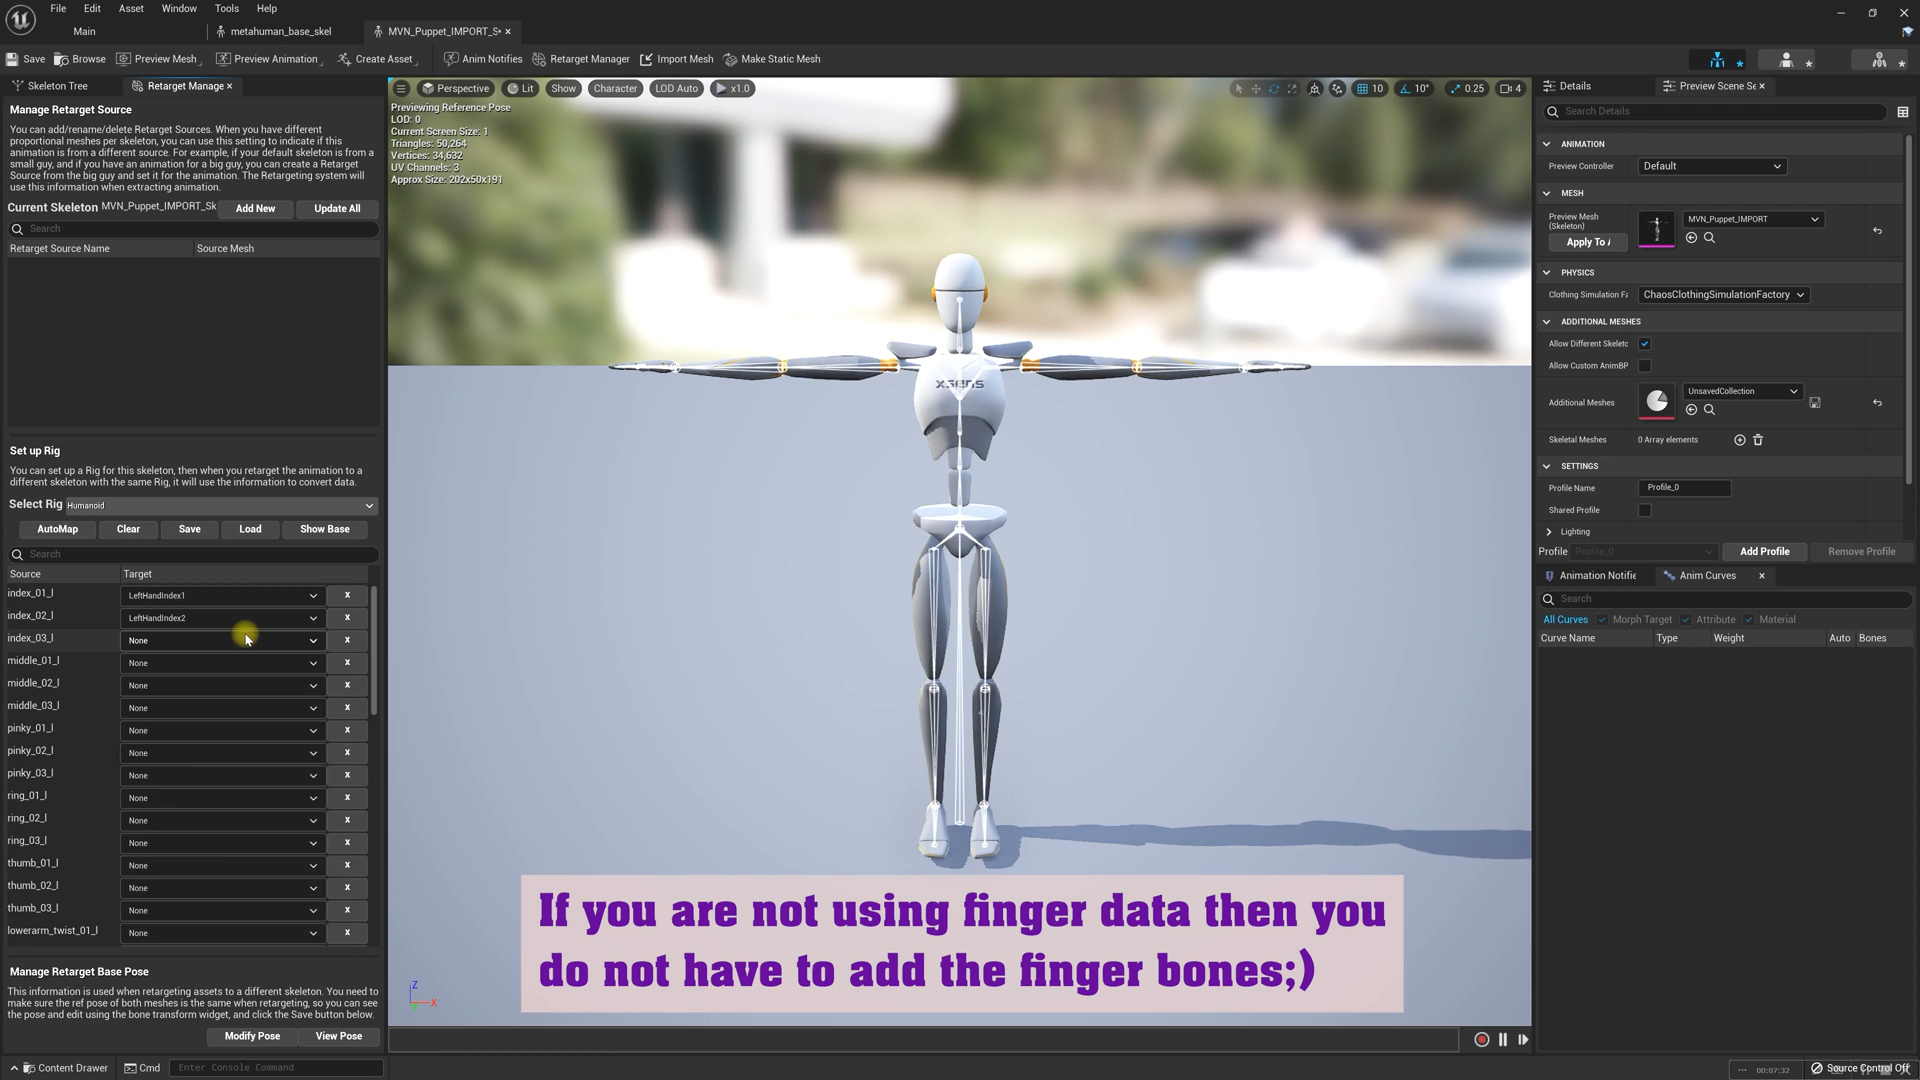 File Edit Asset Window Tools Help
Main
metahuman_base_skel
MVN_Puppet_IMPORT_S•
Save
Browse
Preview Mesh
Preview Animation
Create Asset
Anim Notifies
Retarget Manager
Import Mesh
Make Static Mesh
Skeleton Tree
Retarget Manage
Manage Retarget Source
You can add/rename/delete Retarget Sources. When you have different
proportional meshes per skeleton, you can use this setting to indicate if this
animation is from a different source. For example, if your default skeleton is from a
small guy, and if you have an animation for a big guy, you can create a Retarget
Source from the big guy and set it for the animation. The Retargeting system will
use this information when extracting animation.
Current Skeleton MVN_Puppet_IMPORT_Sk Add New Update All
Search
Retarget Source Name Source Mesh
Set up Rig
You can set up a Rig for this skeleton, then when you retarget the animation to a
different skeleton with the same Rig, it will use the information to convert data.
Select Rig Humanoid
AutoMap Clear Save Load Show Base
Search
Source Target
index_01_l LeftHandIndex1 x
index_02_l LeftHandIndex2 x
index_03_l None x
middle_01_l None x
middle_02_l None x
middle_03_l None x
pinky_01_l None x
pinky_02_l None x
pinky_03_l None x
ring_01_l None x
ring_02_l None x
ring_03_l None x
thumb_01_l None x
thumb_02_l None x
thumb_03_l None x
lowerarm_twist_01_l None x
Manage Retarget Base Pose
This information is used when retargeting assets to a different skeleton. You need to
make sure the ref pose of both meshes is the same when retargeting, so you can see
the pose and edit using the bone transform widget, and click the Save button below.
Modify Pose View Pose
Content Drawer Cmd Enter Console Command
Perspective Lit Show Character LOD Auto x1.0
10 10° 0.25 4
Previewing Reference Pose
LOD: 0
Current Screen Size: 1
Triangles: 50,264
Vertices: 34,632
UV Channels: 3
Approx Size: 202x50x191
xsens
If you are not using finger data then you
do not have to add the finger bones;)
Z
X
Details
Preview Scene Se
Search Details
ANIMATION
Preview Controller Default
MESH
Preview Mesh
(Skeleton)
Apply To A
MVN_Puppet_IMPORT
PHYSICS
Clothing Simulation Fa ChaosClothingSimulationFactory
ADDITIONAL MESHES
Allow Different Skeletc
Allow Custom AnimBP
Additional Meshes UnsavedCollection
Skeletal Meshes 0 Array elements
SETTINGS
Profile Name Profile_0
Shared Profile
Lighting
Profile Profile_0 Add Profile Remove Profile
Animation Notifie
Anim Curves
Search
All Curves Morph Target Attribute Material
Curve Name Type Weight Auto Bones
00:07:32
Source Control Off